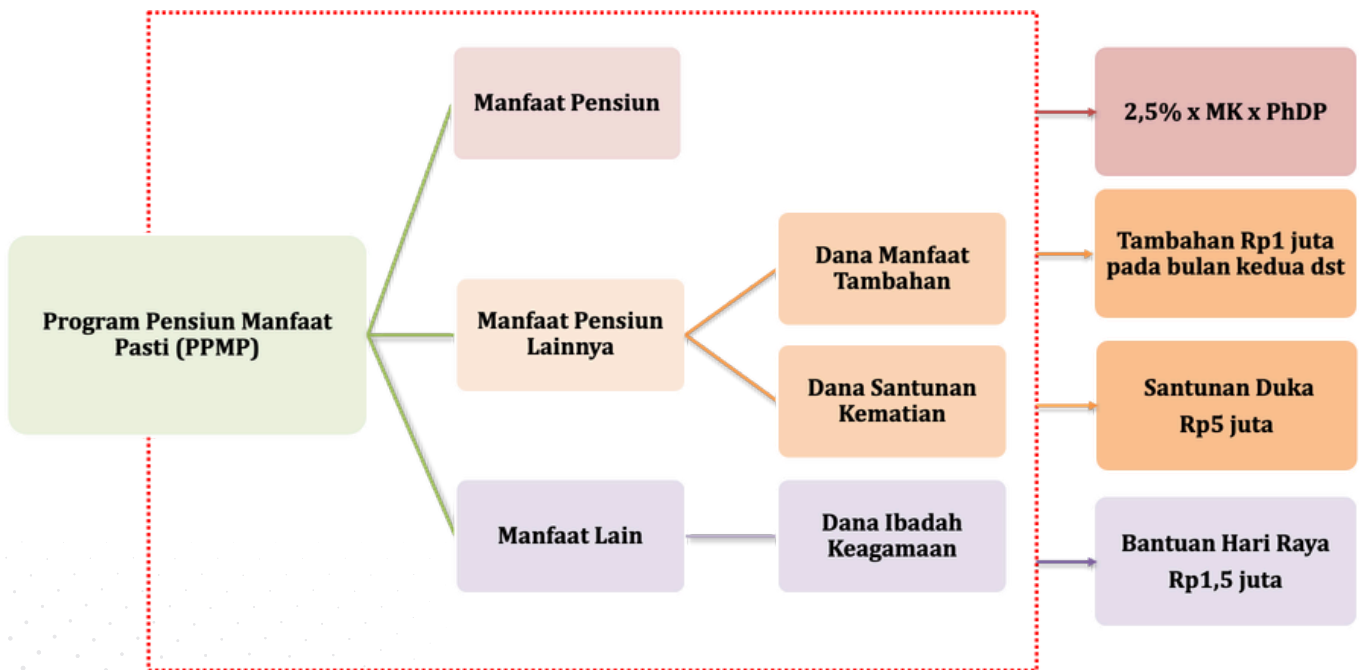 Manfaat Pensiun
2,5% x MK x PhDP
Program Pensiun Manfaat
Pasti (PPMP)
Manfaat Pensiun
Lainnya
Dana Manfaat
Tambahan
Tambahan Rp1 juta
pada bulan kedua dst
Dana Santunan
Kematian
Santunan Duka
Rp5 juta
Manfaat Lain
Dana Ibadah
Keagamaan
Bantuan Hari Raya
Rp1,5 juta